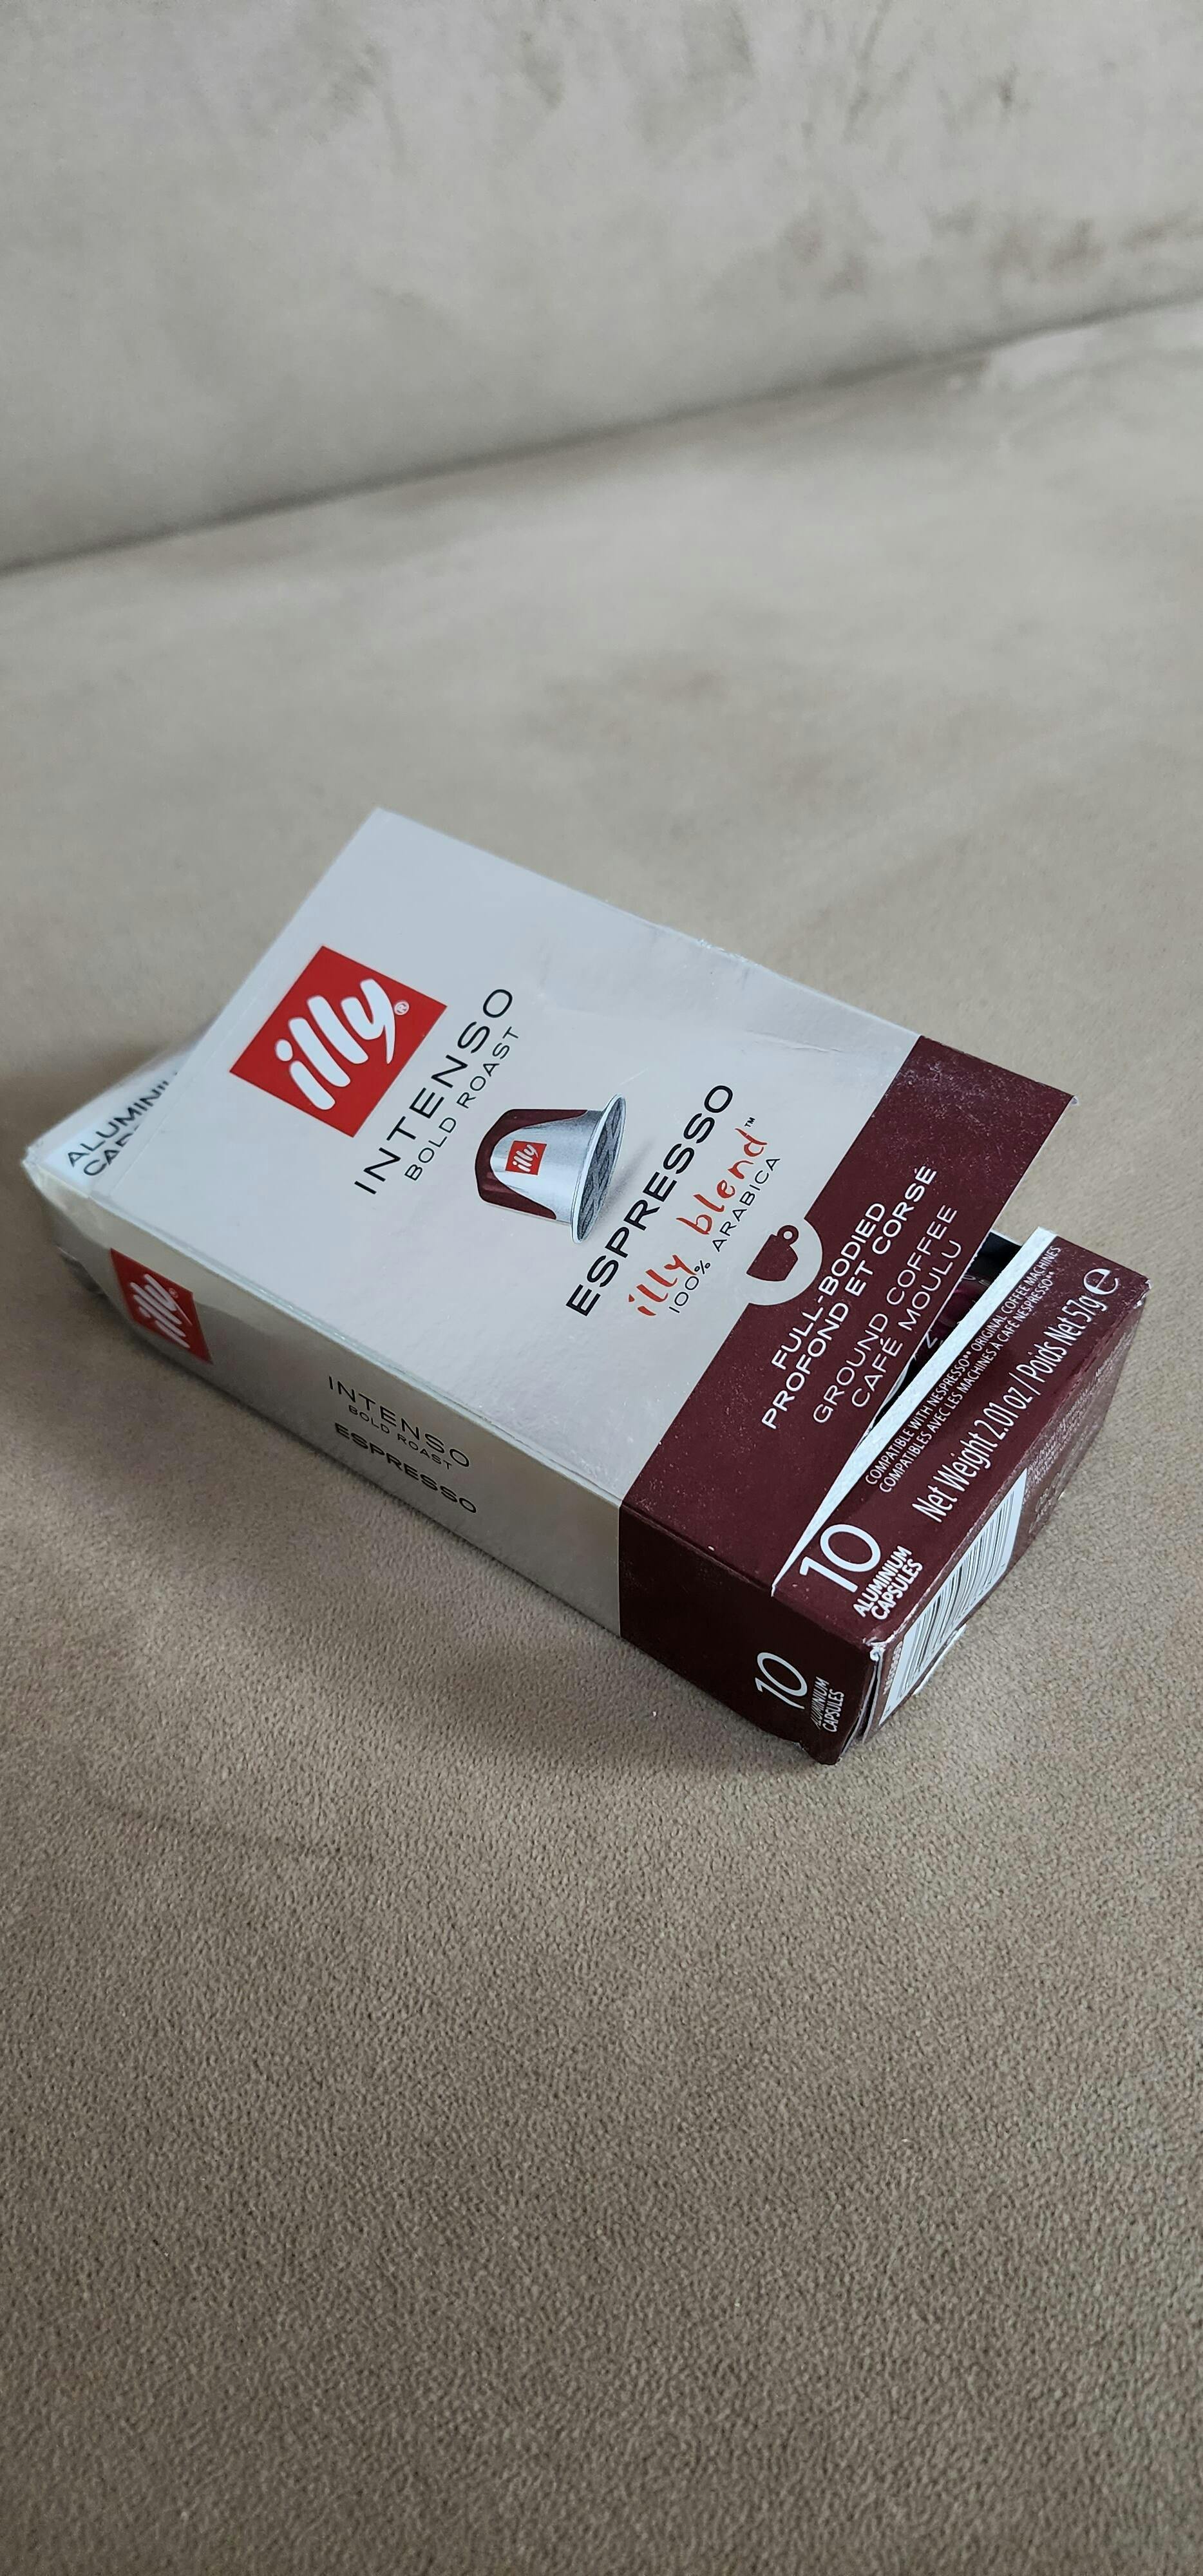 illy®
INTENSO
BOLD ROAST
illy
ESPRESSO
illy blend™
100% ARABICA
FULL-BODIED
PROFOND ET CORSÉ
GROUND COFFEE
CAFÉ MOULU
COMPATIBLE WITH NESPRESSO** ORIGINAL COFFEE MACHINES
COMPATIBLES AVEC LES MACHINES A CAFÉ NESPRESSO**
Net Weight 2.01 oz / Poids Net 57g e
10
ALUMINIUM
CAPSULES
illy
INTENSO
BOLD ROAST
ESPRESSO
10
ALUMINIUM
CAPSULES